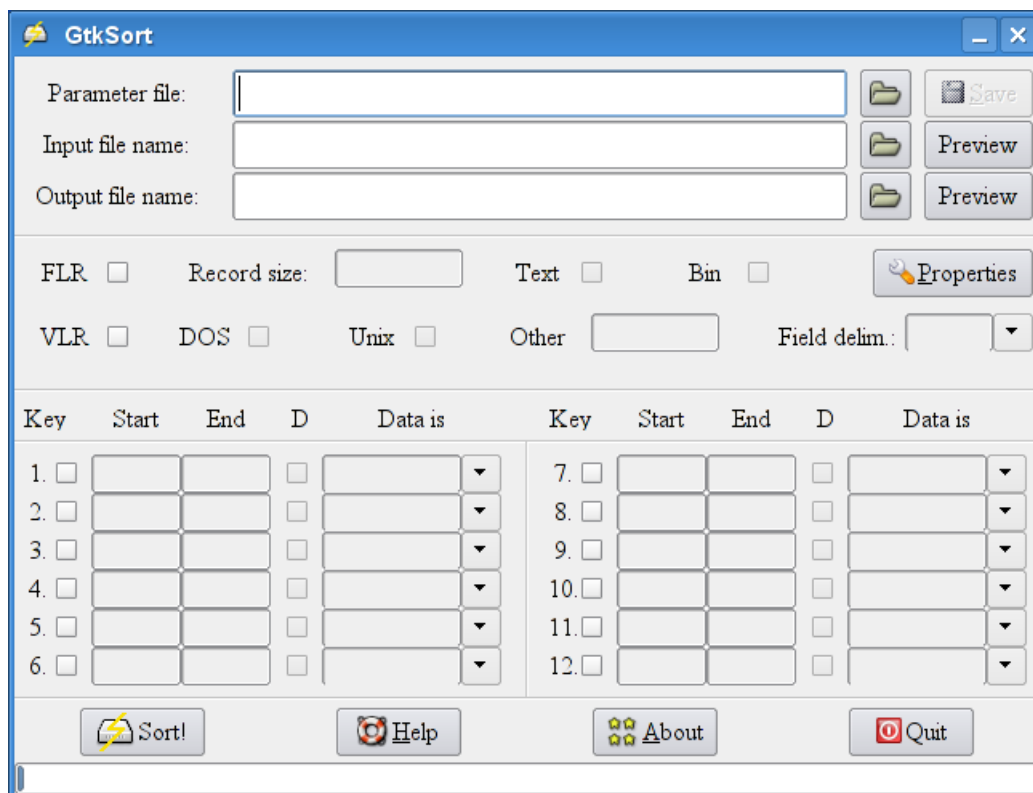 GtkSort
Parameter file: Save
Input file name: Preview
Output file name: Preview
FLR Record size: Text Bin Properties
VLR DOS Unix Other Field delim.:
Key Start End D Data is Key Start End D Data is
1. 7.
2. 8.
3. 9.
4. 10.
5. 11.
6. 12.
Sort! Help About Quit